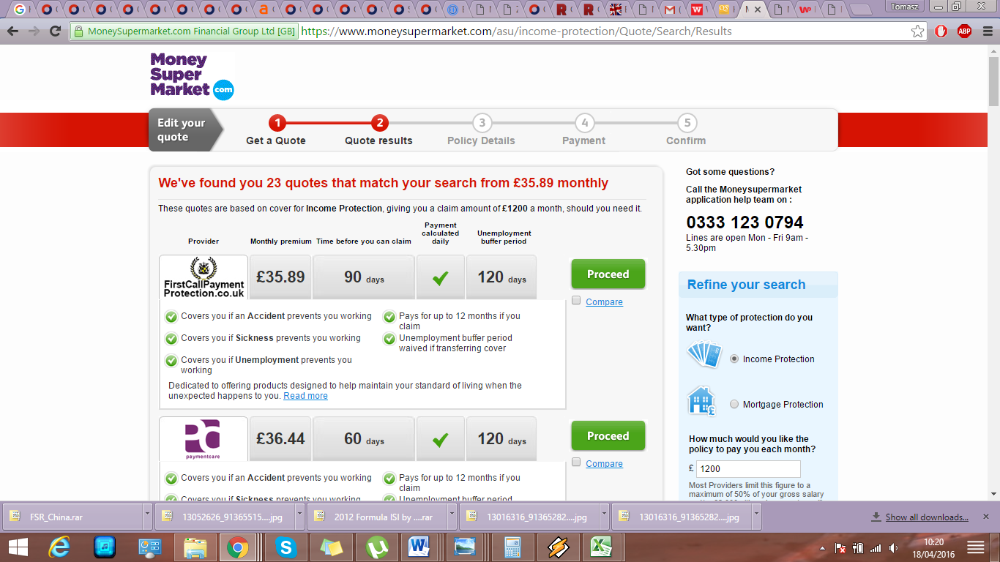 Tomasz
MoneySupermarket.com Financial Group Ltd [GB]
https://www.moneysupermarket.com/asu/income-protection/Quote/Search/Results
ABP
Money
Super
Market com
Edit your
quote
1
2
3
4
5
Get a Quote
Quote results
Policy Details
Payment
Confirm
We've found you 23 quotes that match your search from £35.89 monthly
These quotes are based on cover for Income Protection, giving you a claim amount of £1200 a month, should you need it.
Provider
Monthly premium
Time before you can claim
Payment
calculated
daily
Unemployment
buffer period
FirstCallPayment
Protection.co.uk
£35.89
90 days
120 days
Proceed
Compare
Covers you if an Accident prevents you working
Covers you if Sickness prevents you working
Covers you if Unemployment prevents you
working
Pays for up to 12 months if you
claim
Unemployment buffer period
waived if transferring cover
Dedicated to offering products designed to help maintain your standard of living when the
unexpected happens to you. Read more
PC
paymentcare
£36.44
60 days
120 days
Proceed
Compare
Covers you if an Accident prevents you working
Covers you if Sickness prevents you working
Pays for up to 12 months if you
claim
Unemployment buffer period
Got some questions?
Call the Moneysupermarket
application help team on :
0333 123 0794
Lines are open Mon - Fri 9am -
5.30pm
Refine your search
What type of protection do you
want?
Income Protection
Mortgage Protection
How much would you like the
policy to pay you each month?
£ 1200
Most Providers limit this figure to a
maximum of 50% of your gross salary
FSR_China.rar
13052626_91365515....jpg
2012 Formula ISI by ....rar
13016316_91365282....jpg
13016316_91365282....jpg
Show all downloads...
10:20
18/04/2016